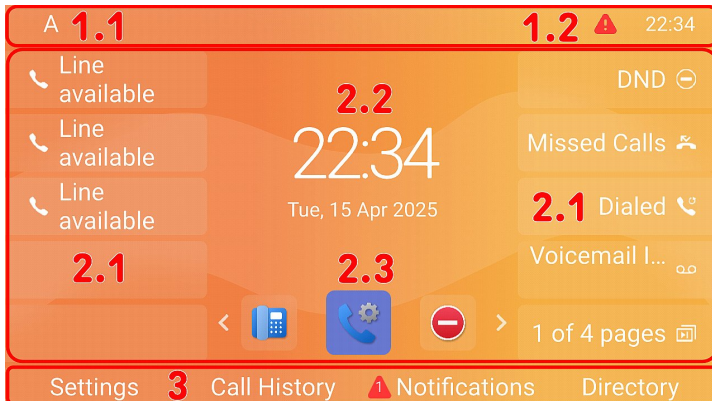 A 1.1 1.2 22:34
Line available
DND
2.2
Line available
22:34
Missed Calls
Line available
Tue, 15 Apr 2025
2.1 Dialed
2.1
2.3
Voicemail I...
1 of 4 pages
Settings 3 Call History 1 Notifications Directory